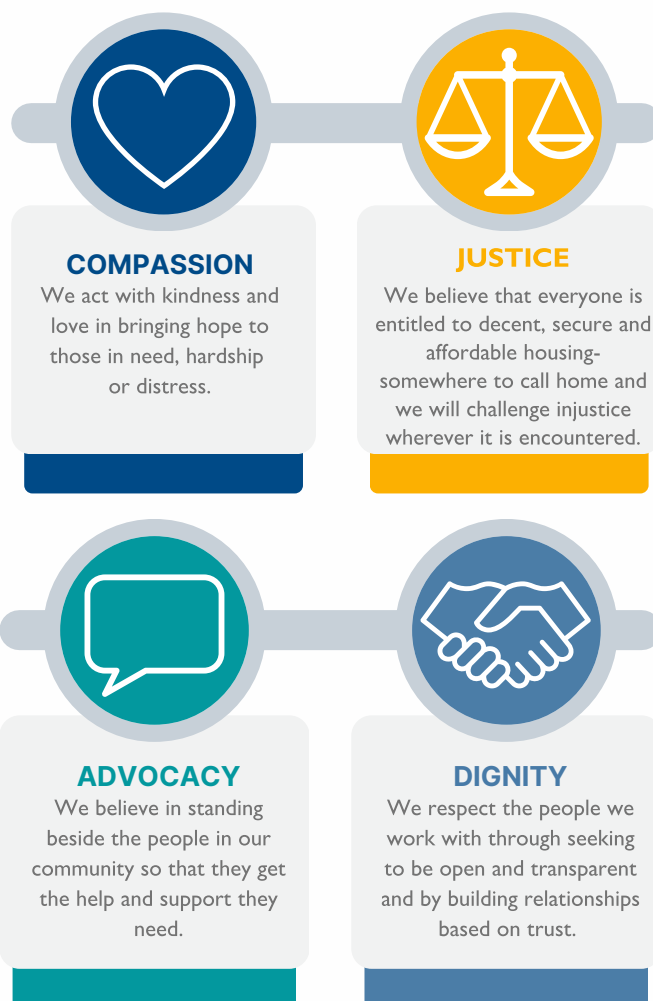 COMPASSION
We act with kindness and
love in bringing hope to
those in need, hardship
or distress.
JUSTICE
We believe that everyone is
entitled to decent, secure and
affordable housing-
somewhere to call home and
we will challenge injustice
wherever it is encountered.
ADVOCACY
We believe in standing
beside the people in our
community so that they get
the help and support they
need.
DIGNITY
We respect the people we
work with through seeking
to be open and transparent
and by building relationships
based on trust.